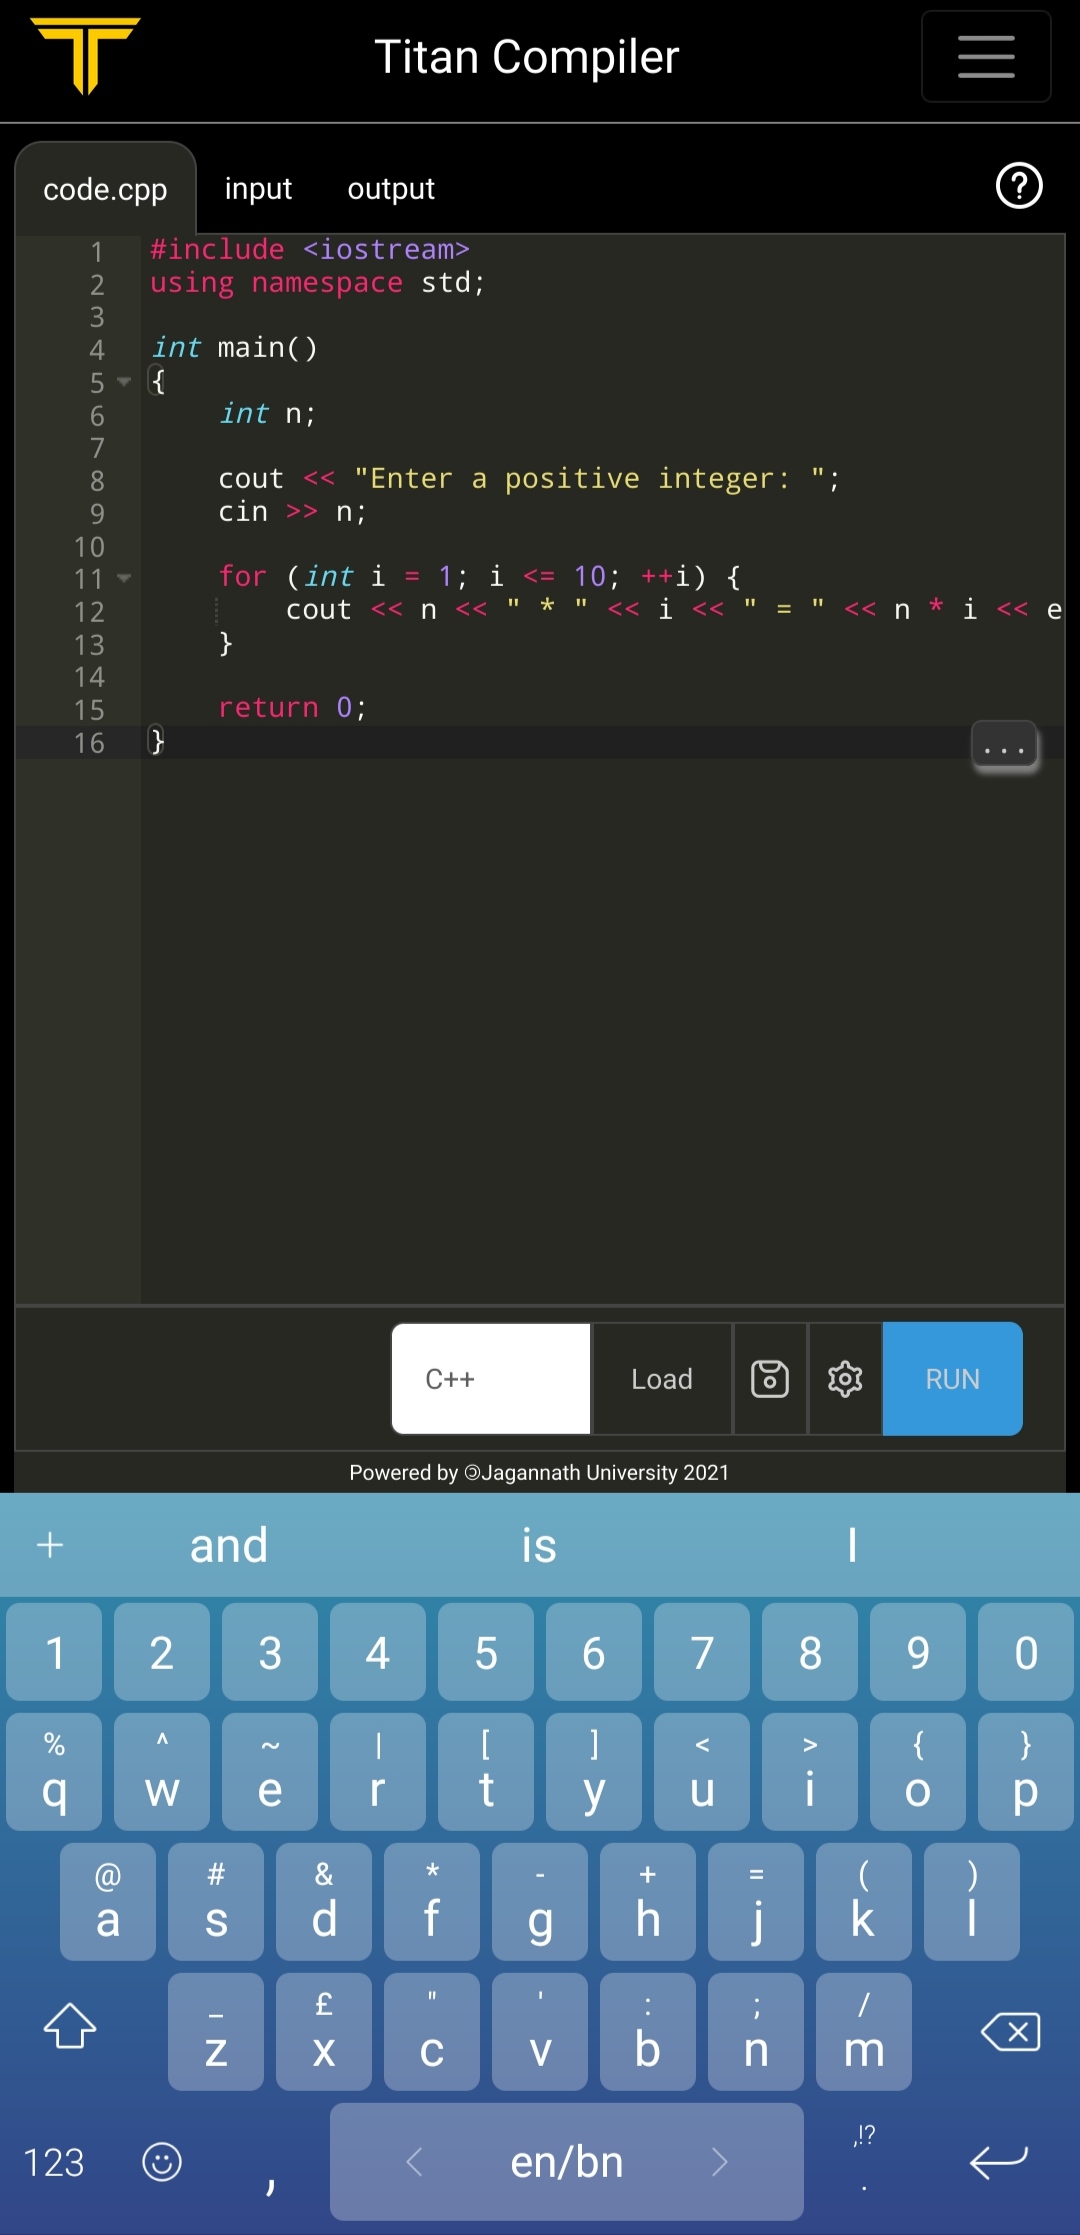 Titan Compiler
code.cpp input output
1 #include <iostream>
2 using namespace std;
3
4 int main()
5 {
6 int n;
7
8 cout << "Enter a positive integer: ";
9 cin >> n;
10
11 for (int i = 1; i <= 10; ++i) {
12 cout << n << " * " << i << " = " << n * i << e
13 }
14
15 return 0;
16 }
...
C++ Load RUN
Powered by ↄ⃝Jagannath University 2021
+ and is I
1 2 3 4 5 6 7 8 9 0
% ^ ~ | [ ] < > { }
q w e r t y u i o p
@ # & * - + = ( )
a s d f g h j k l
_ £ " ' : ; /
z x c v b n m
123 , < en/bn > ,!? .